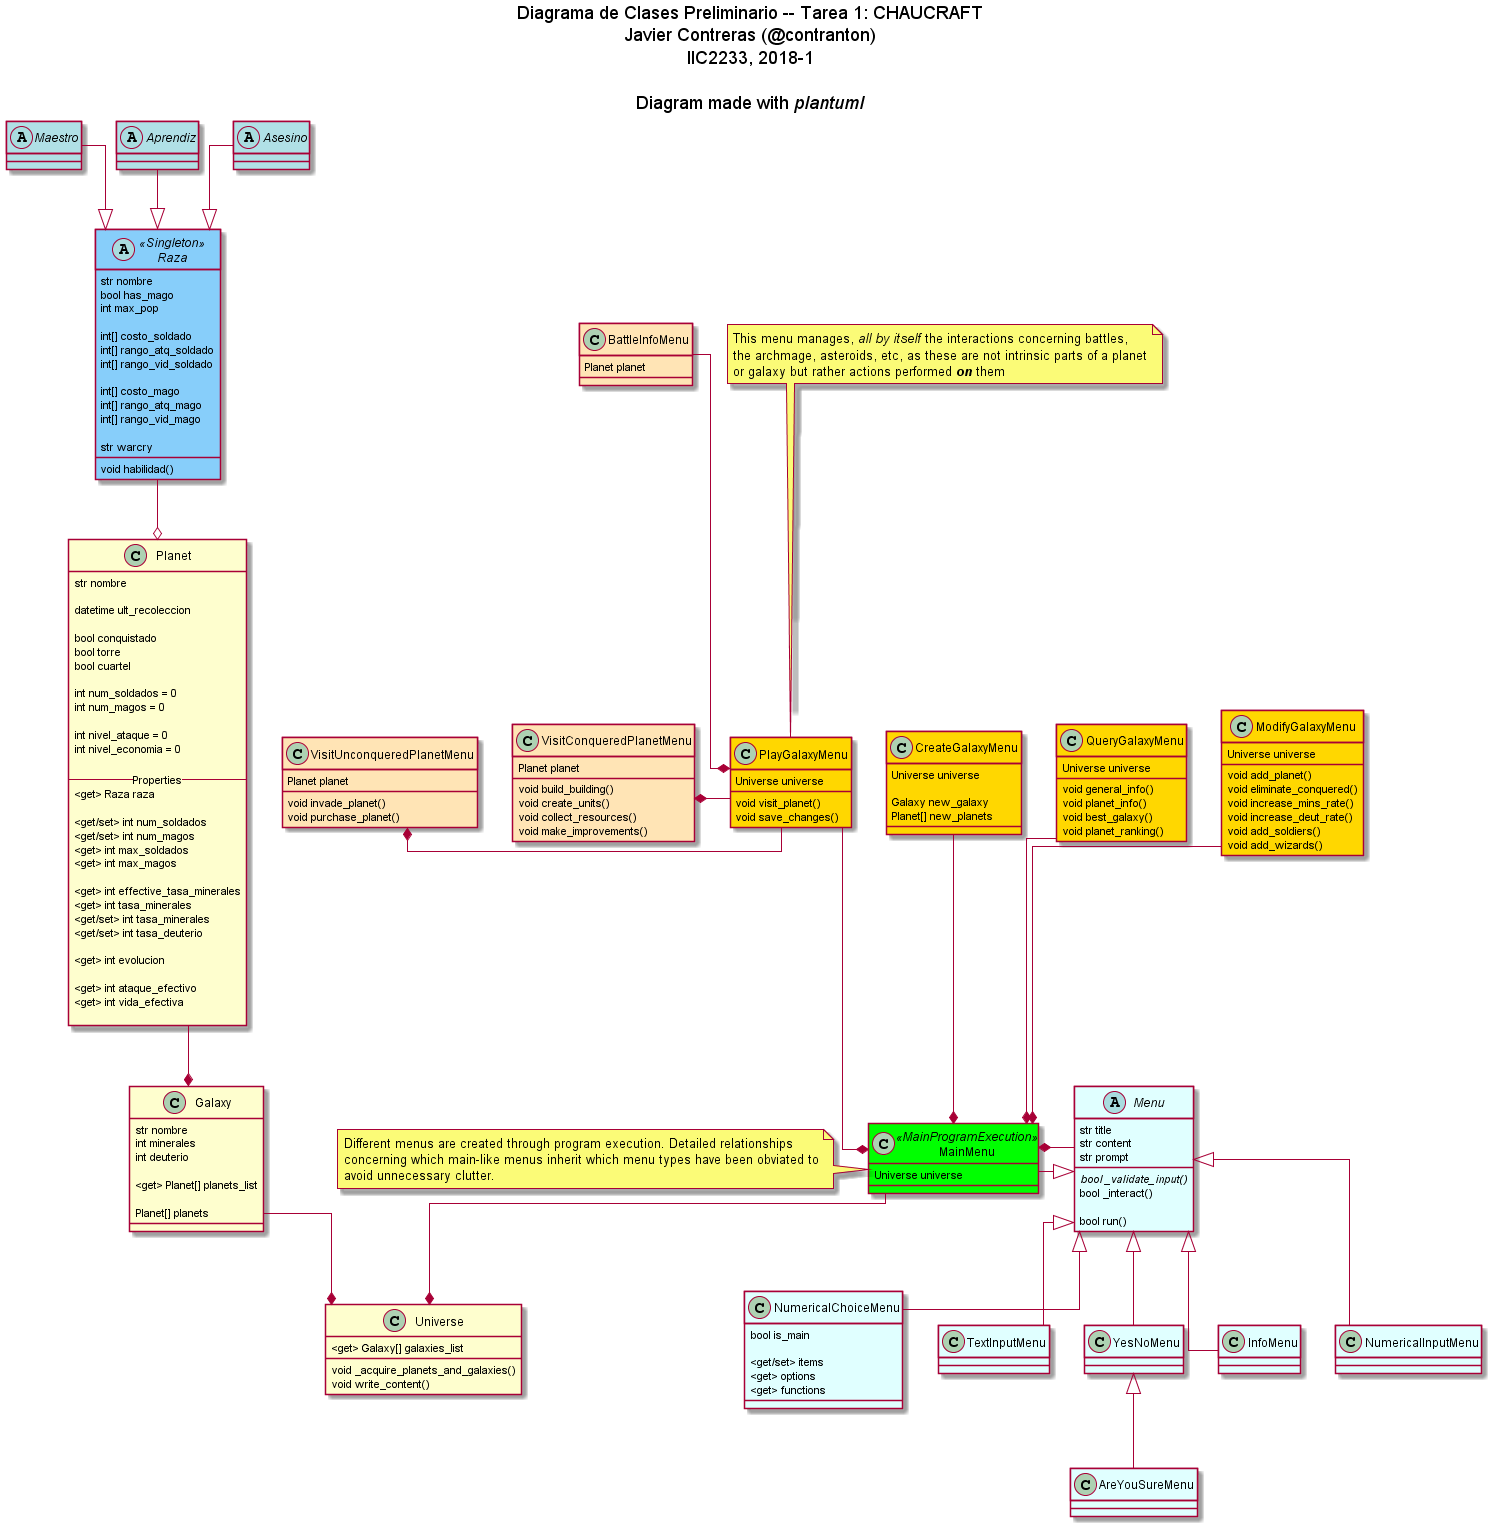 Diagrama de Clases Preliminario -- Tarea 1: CHAUCRAFT
Javier Contreras (@contranton)
IIC2233, 2018-1
Diagram made with plantuml
A Maestro
A Aprendiz
A Asesino
A «Singleton»
Raza
str nombre
bool has_mago
int max_pop
int[] costo_soldado
int[] rango_atq_soldado
int[] rango_vid_soldado
int[] costo_mago
int[] rango_atq_mago
int[] rango_vid_mago
str warcry
void habilidad()
C BattleInfoMenu
Planet planet
This menu manages, all by itself the interactions concerning battles,
the archmage, asteroids, etc, as these are not intrinsic parts of a planet
or galaxy but rather actions performed on them
C Planet
str nombre
datetime ult_recoleccion
bool conquistado
bool torre
bool cuartel
int num_soldados = 0
int num_magos = 0
int nivel_ataque = 0
int nivel_economia = 0
Properties
<get> Raza raza
<get/set> int num_soldados
<get/set> int num_magos
<get> int max_soldados
<get> int max_magos
<get> int effective_tasa_minerales
<get> int tasa_minerales
<get/set> int tasa_minerales
<get/set> int tasa_deuterio
<get> int evolucion
<get> int ataque_efectivo
<get> int vida_efectiva
C VisitUnconqueredPlanetMenu
Planet planet
void invade_planet()
void purchase_planet()
C VisitConqueredPlanetMenu
Planet planet
void build_building()
void create_units()
void collect_resources()
void make_improvements()
C PlayGalaxyMenu
Universe universe
void visit_planet()
void save_changes()
C CreateGalaxyMenu
Universe universe
Galaxy new_galaxy
Planet[] new_planets
C QueryGalaxyMenu
Universe universe
void general_info()
void planet_info()
void best_galaxy()
void planet_ranking()
C ModifyGalaxyMenu
Universe universe
void add_planet()
void eliminate_conquered()
void increase_mins_rate()
void increase_deut_rate()
void add_soldiers()
void add_wizards()
C Galaxy
str nombre
int minerales
int deuterio
<get> Planet[] planets_list
Planet[] planets
Different menus are created through program execution. Detailed relationships
concerning which main-like menus inherit which menu types have been obviated to
avoid unnecessary clutter.
C «MainProgramExecution»
MainMenu
Universe universe
A Menu
str title
str content
str prompt
bool _validate_input()
bool _interact()
bool run()
C Universe
<get> Galaxy[] galaxies_list
void _acquire_planets_and_galaxies()
void write_content()
C NumericalChoiceMenu
bool is_main
<get/set> items
<get> options
<get> functions
C TextInputMenu
C YesNoMenu
C InfoMenu
C NumericalInputMenu
C AreYouSureMenu